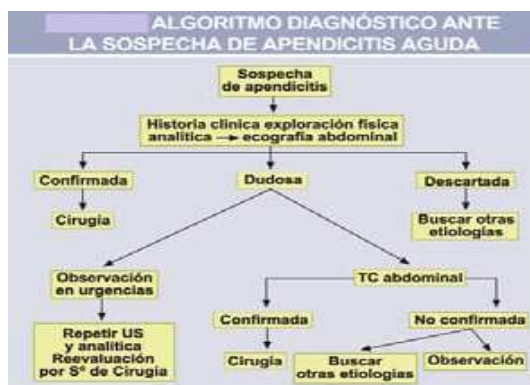 ALGORITMO DIAGNÓSTICO ANTE
LA SOSPECHA DE APENDICITIS AGUDA
Sospecha
de apendicitis
Historia clinica exploración física
analítica → ecografía abdominal
Confirmada
Dudosa
Descartada
Cirugía
Buscar otras
etiologías
Observación
en urgencias
TC abdominal
Repetir US
y analítica
Reevaluación
por Sº de Cirugia
Confirmada
No confirmada
Cirugía
Buscar
otras etiologías
Observación